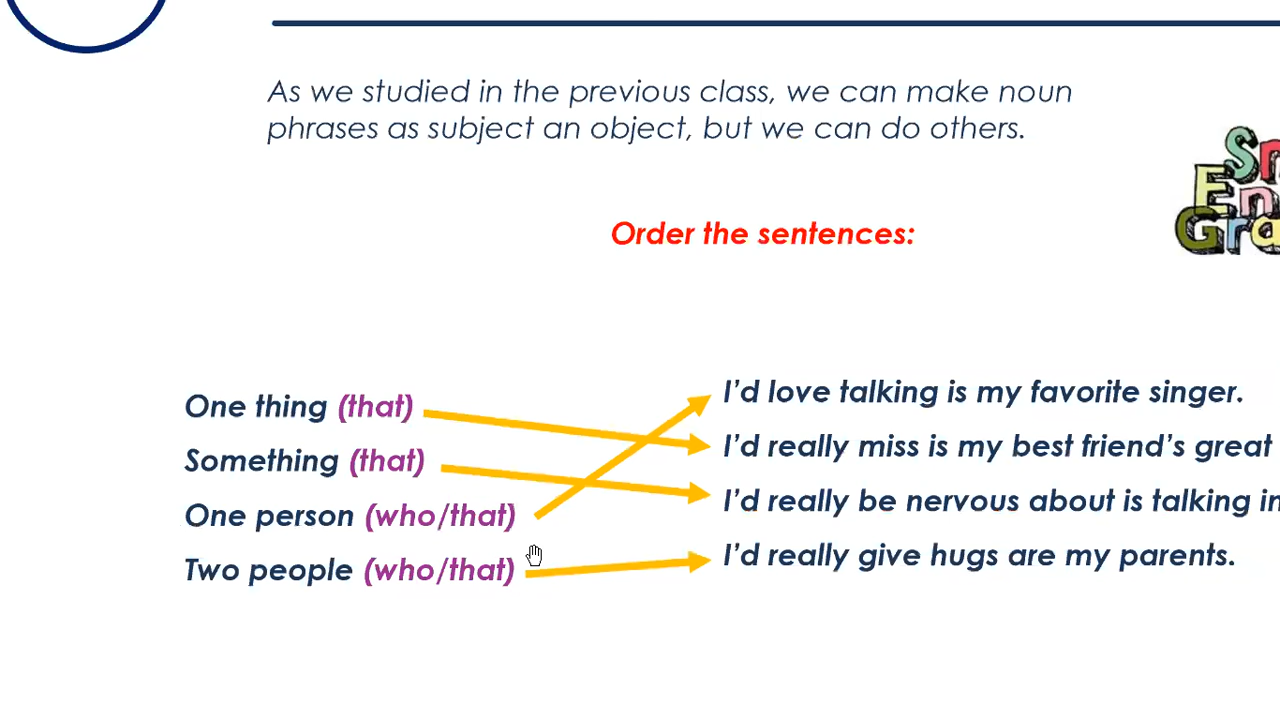 As we studied in the previous class, we can make noun
phrases as subject an object, but we can do others.
Order the sentences:
One thing (that)
Something (that)
One person (who/that)
Two people (who/that)
I'd love talking is my favorite singer.
I'd really miss is my best friend's great
I'd really be nervous about is talking in
I'd really give hugs are my parents.